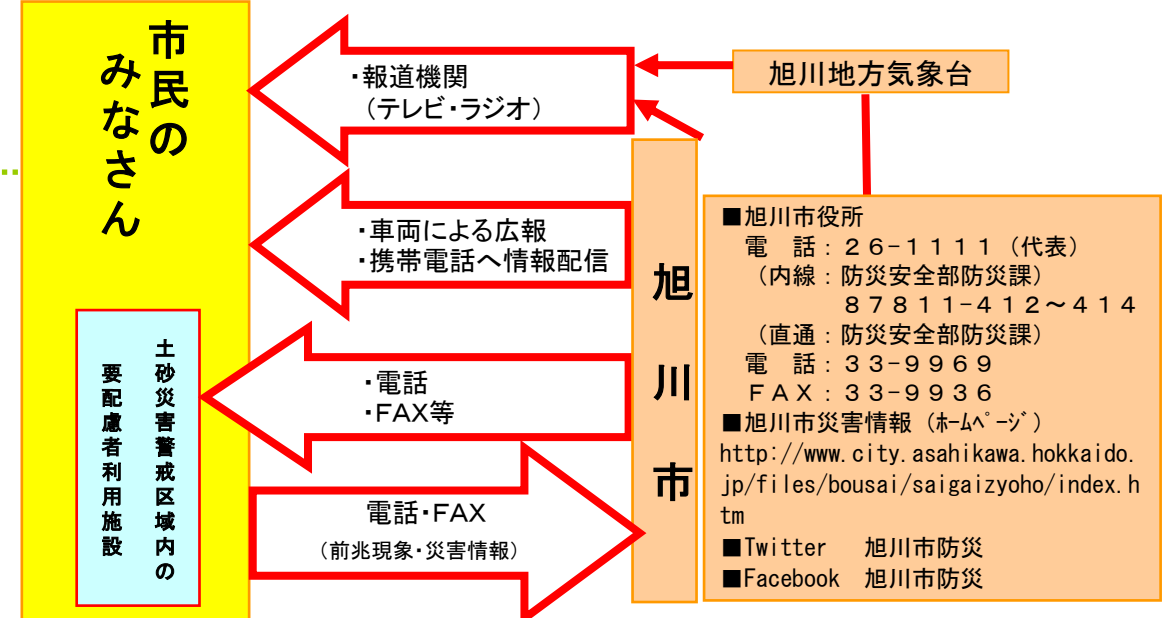 市民の
みなさん
土砂災害警戒区域内の
要配慮者利用施設
・報道機関
（テレビ・ラジオ）
・車両による広報
・携帯電話へ情報配信
・電話
・FAX等
電話・FAX
（前兆現象・災害情報）
旭川市
旭川地方気象台
■旭川市役所
電　話：２６-１１１１（代表）
（内線：防災安全部防災課）
８７８１１-４１２～４１４
（直通：防災安全部防災課）
電　話：３３-９９６９
ＦＡＸ：３３-９９３６
■旭川市災害情報（ﾎｰﾑﾍﾟｰｼﾞ）
http://www.city.asahikawa.hokkaido.
jp/files/bousai/saigaizyoho/index.h
tm
■Twitter　旭川市防災
■Facebook　旭川市防災